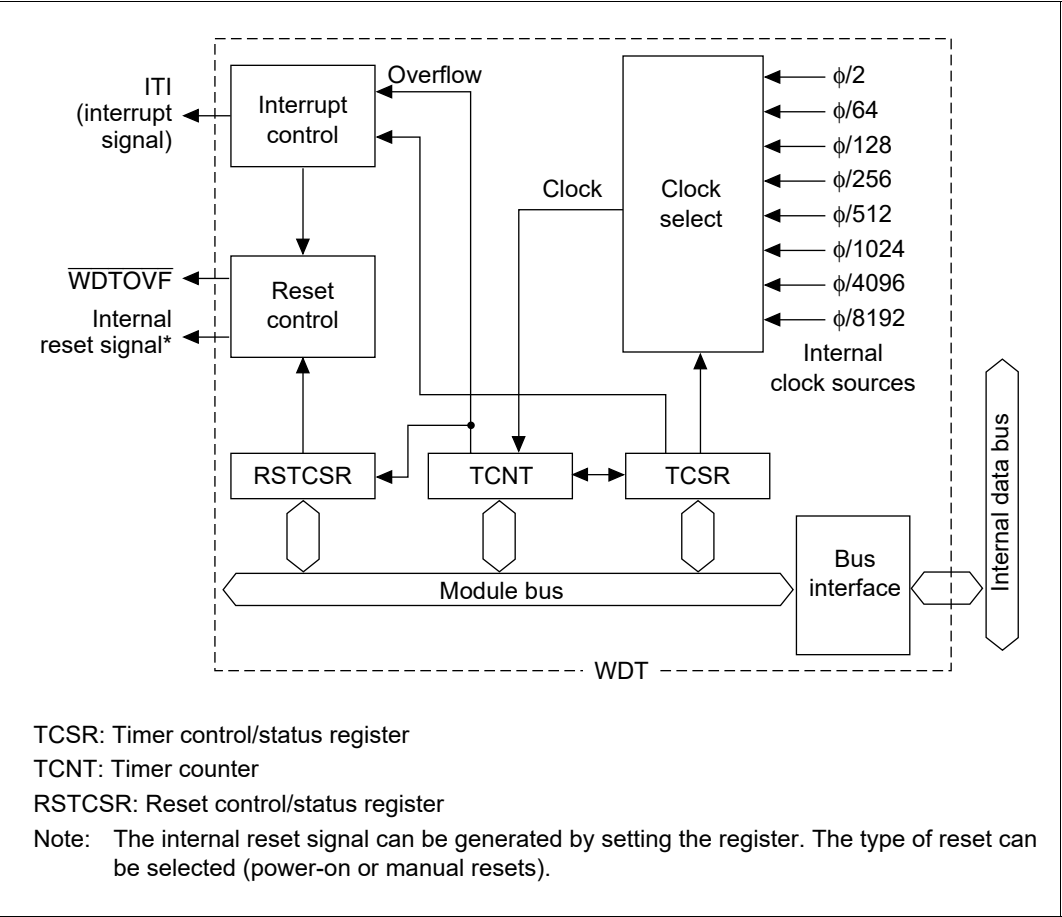 Overflow
ITI
(interrupt
signal)
Interrupt
control
Clock
Clock
select
ϕ/2
ϕ/64
ϕ/128
ϕ/256
ϕ/512
ϕ/1024
ϕ/4096
ϕ/8192
Internal
clock sources
WDTOVF
Internal
reset signal*
Reset
control
RSTCSR
TCNT
TCSR
Module bus
Bus
interface
Internal data bus
WDT
TCSR: Timer control/status register
TCNT: Timer counter
RSTCSR: Reset control/status register
Note: The internal reset signal can be generated by setting the register. The type of reset can
be selected (power-on or manual resets).